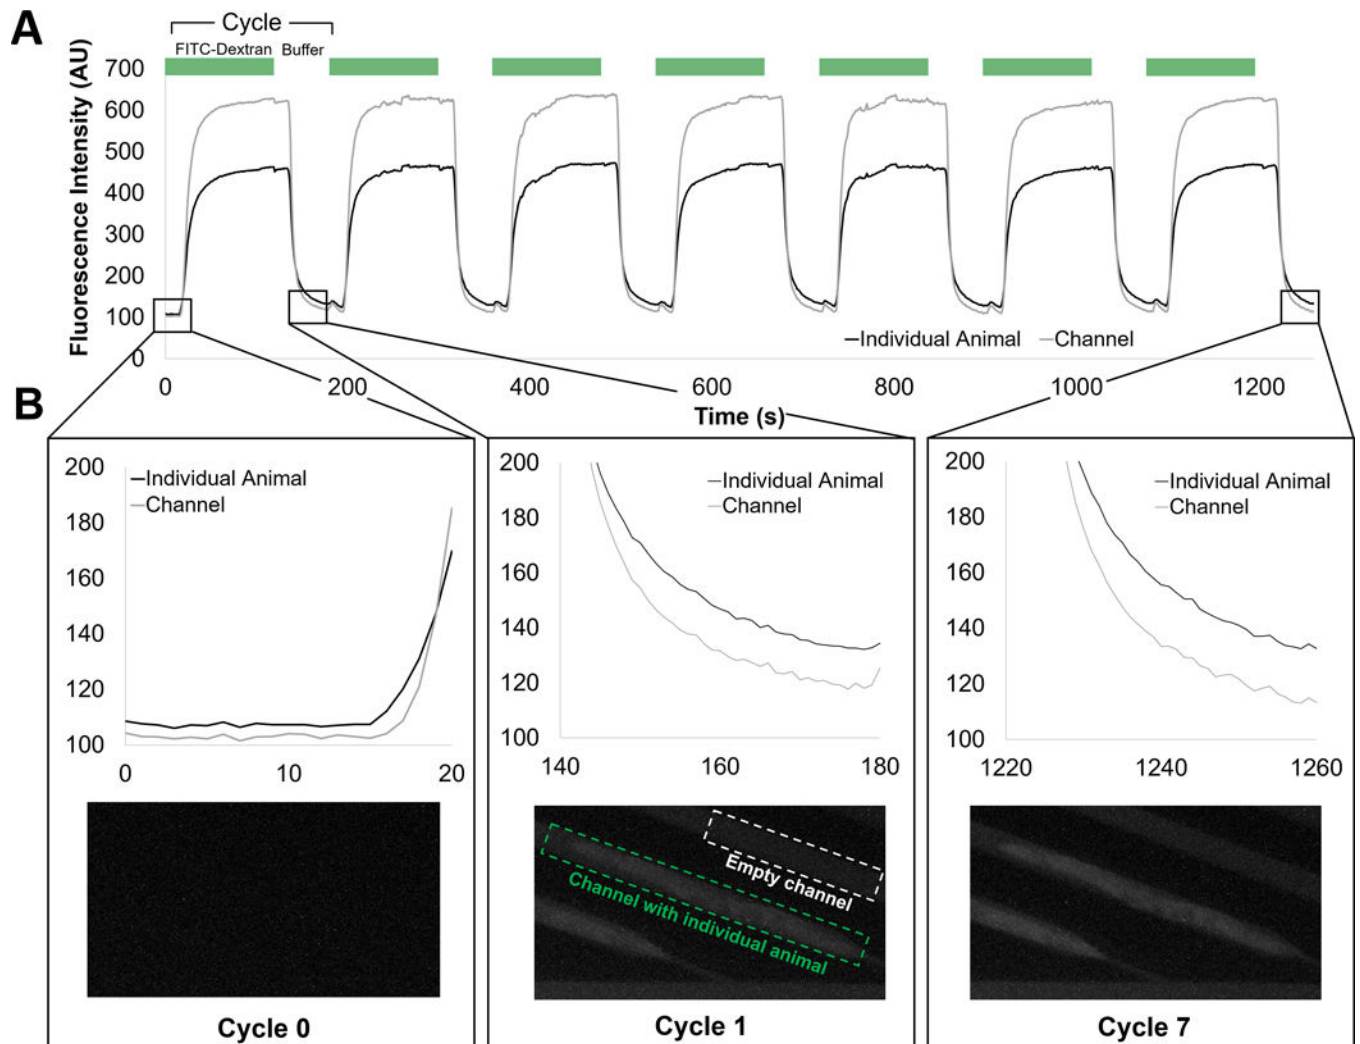 A
Cycle
FITC-Dextran Buffer
Fluorescence Intensity (AU)
700
600
500
400
300
200
100
0
Individual Animal Channel
0 200 400 600 800 1000 1200
Time (s)
B
200
180
160
140
120
100
Individual Animal
Channel
0 10 20
Cycle 0
200
180
160
140
120
100
Individual Animal
Channel
140 160 180
Empty channel
Channel with individual animal
Cycle 1
200
180
160
140
120
100
Individual Animal
Channel
1220 1240 1260
Cycle 7